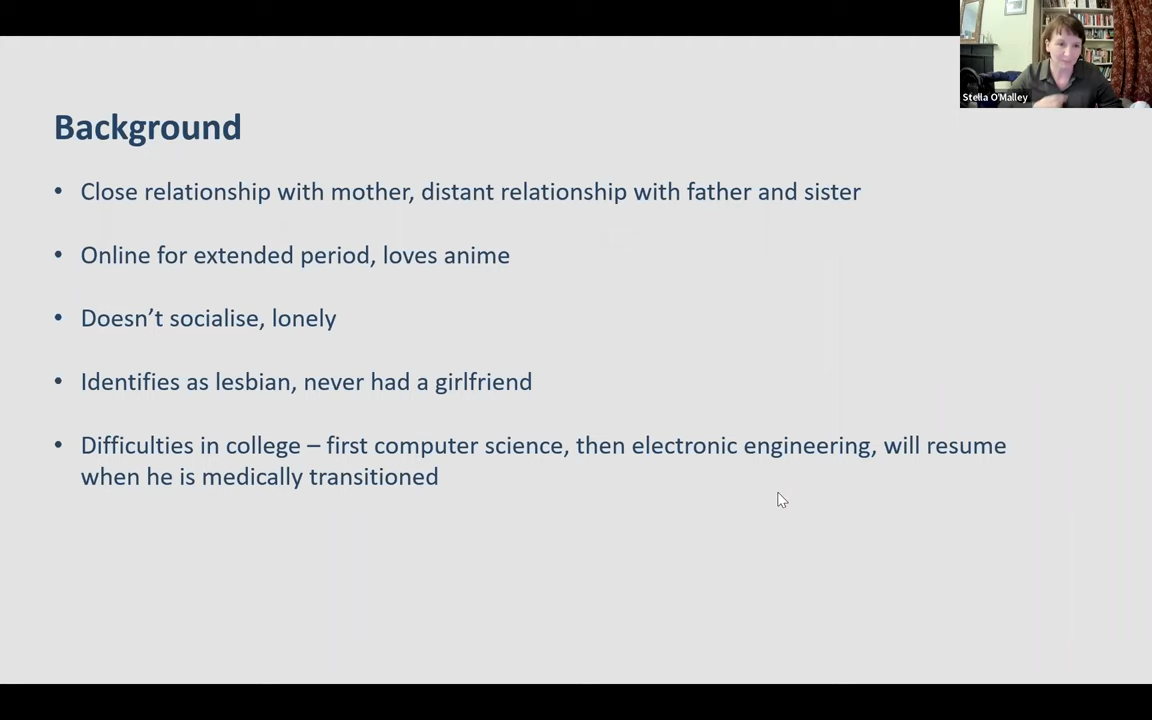 Stella O'Malley
Background
• Close relationship with mother, distant relationship with father and sister
• Online for extended period, loves anime
• Doesn’t socialise, lonely
• Identifies as lesbian, never had a girlfriend
• Difficulties in college – first computer science, then electronic engineering, will resume
when he is medically transitioned